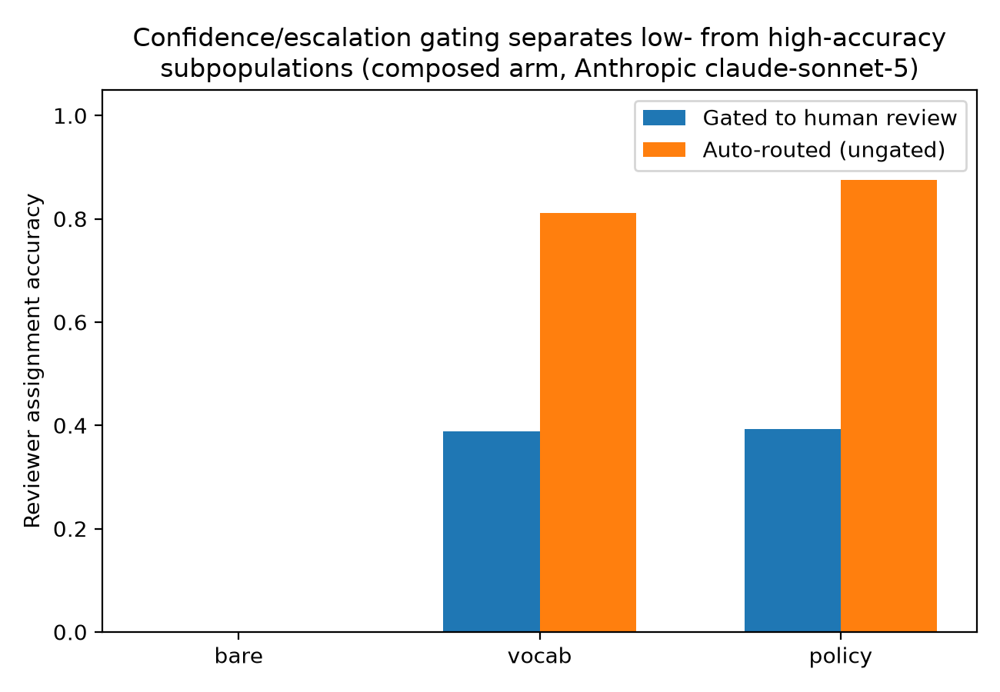 Confidence/escalation gating separates low- from high-accuracy
subpopulations (composed arm, Anthropic claude-sonnet-5)
Gated to human review
Auto-routed (ungated)
Reviewer assignment accuracy
1.0
0.8
0.6
0.4
0.2
0.0
bare
vocab
policy